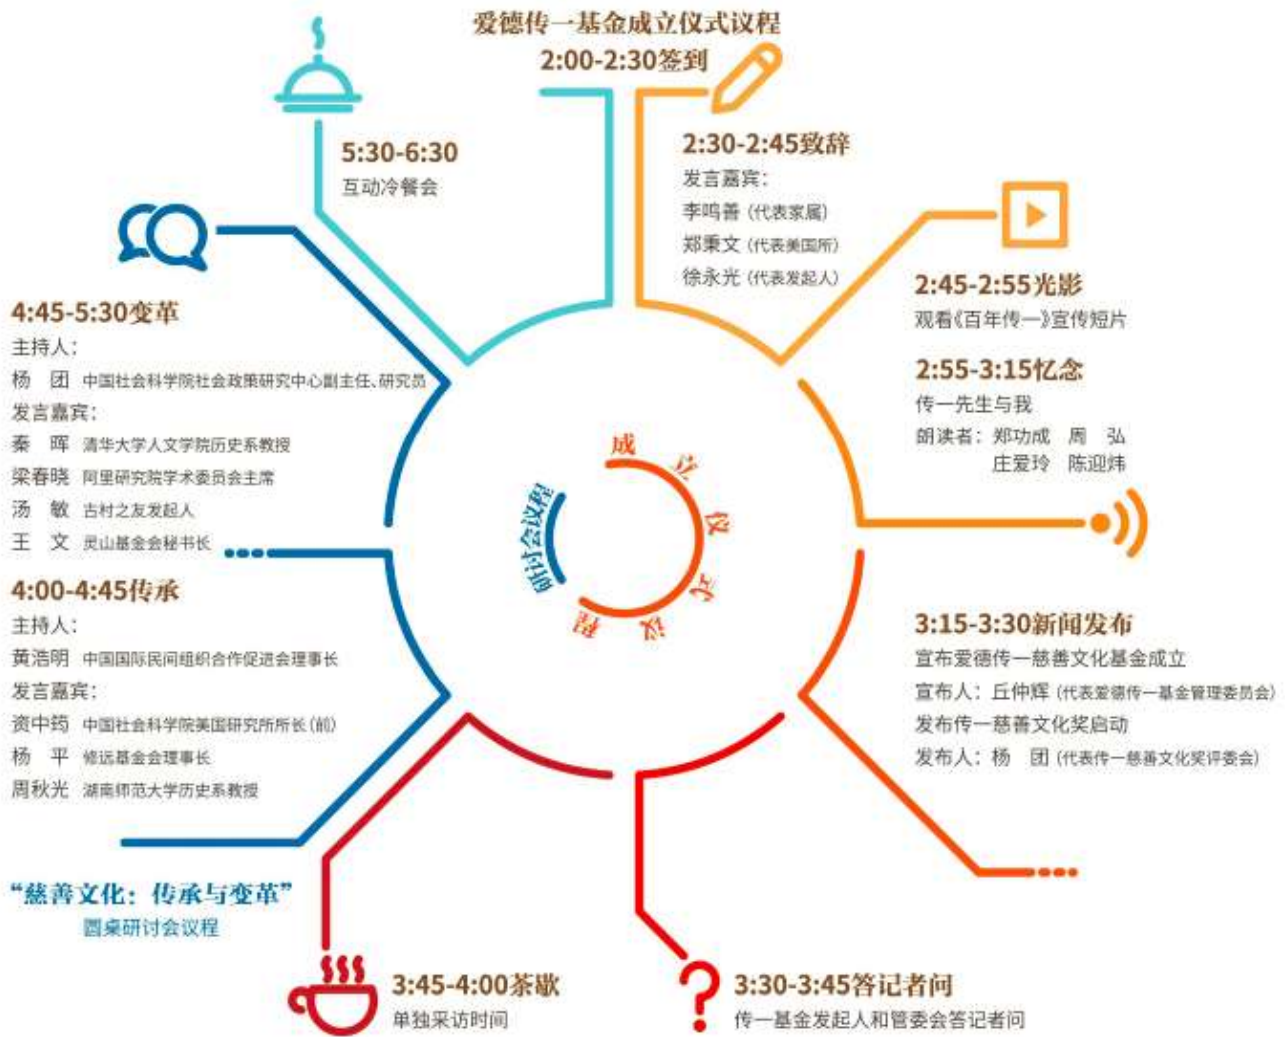 爱德传一基金成立仪式议程
2:00-2:30签到
2:30-2:45致辞
发言嘉宾：
李鸣善（代表家属）
郑秉文（代表美国所）
徐永光（代表发起人）
2:45-2:55光影
观看《百年传一》宣传短片
2:55-3:15忆念
传一先生与我
朗读者：郑功成 周 弘
庄爱玲 陈迎炜
3:15-3:30新闻发布
宣布爱德传一慈善文化基金成立
宣布人：丘仲辉（代表爱德传一基金管理委员会）
发布传一慈善文化奖启动
发布人：杨 团（代表传一慈善文化奖评委会）
3:30-3:45答记者问
传一基金发起人和管委会答记者问
3:45-4:00茶歇
单独采访时间
“慈善文化：传承与变革”
圆桌研讨会议程
4:00-4:45传承
主持人：
黄浩明 中国国际民间组织合作促进会理事长
发言嘉宾：
资中筠 中国社会科学院美国研究所所长（前）
杨 平 修远基金会理事长
周秋光 湖南师范大学历史系教授
4:45-5:30变革
主持人：
杨 团 中国社会科学院社会政策研究中心副主任、研究员
发言嘉宾：
秦 晖 清华大学人文学院历史系教授
梁春晓 阿里研究院学术委员会主席
汤 敏 古村之友发起人
王 文 灵山基金会秘书长
5:30-6:30
互动冷餐会
成立仪式议程
研讨会议程